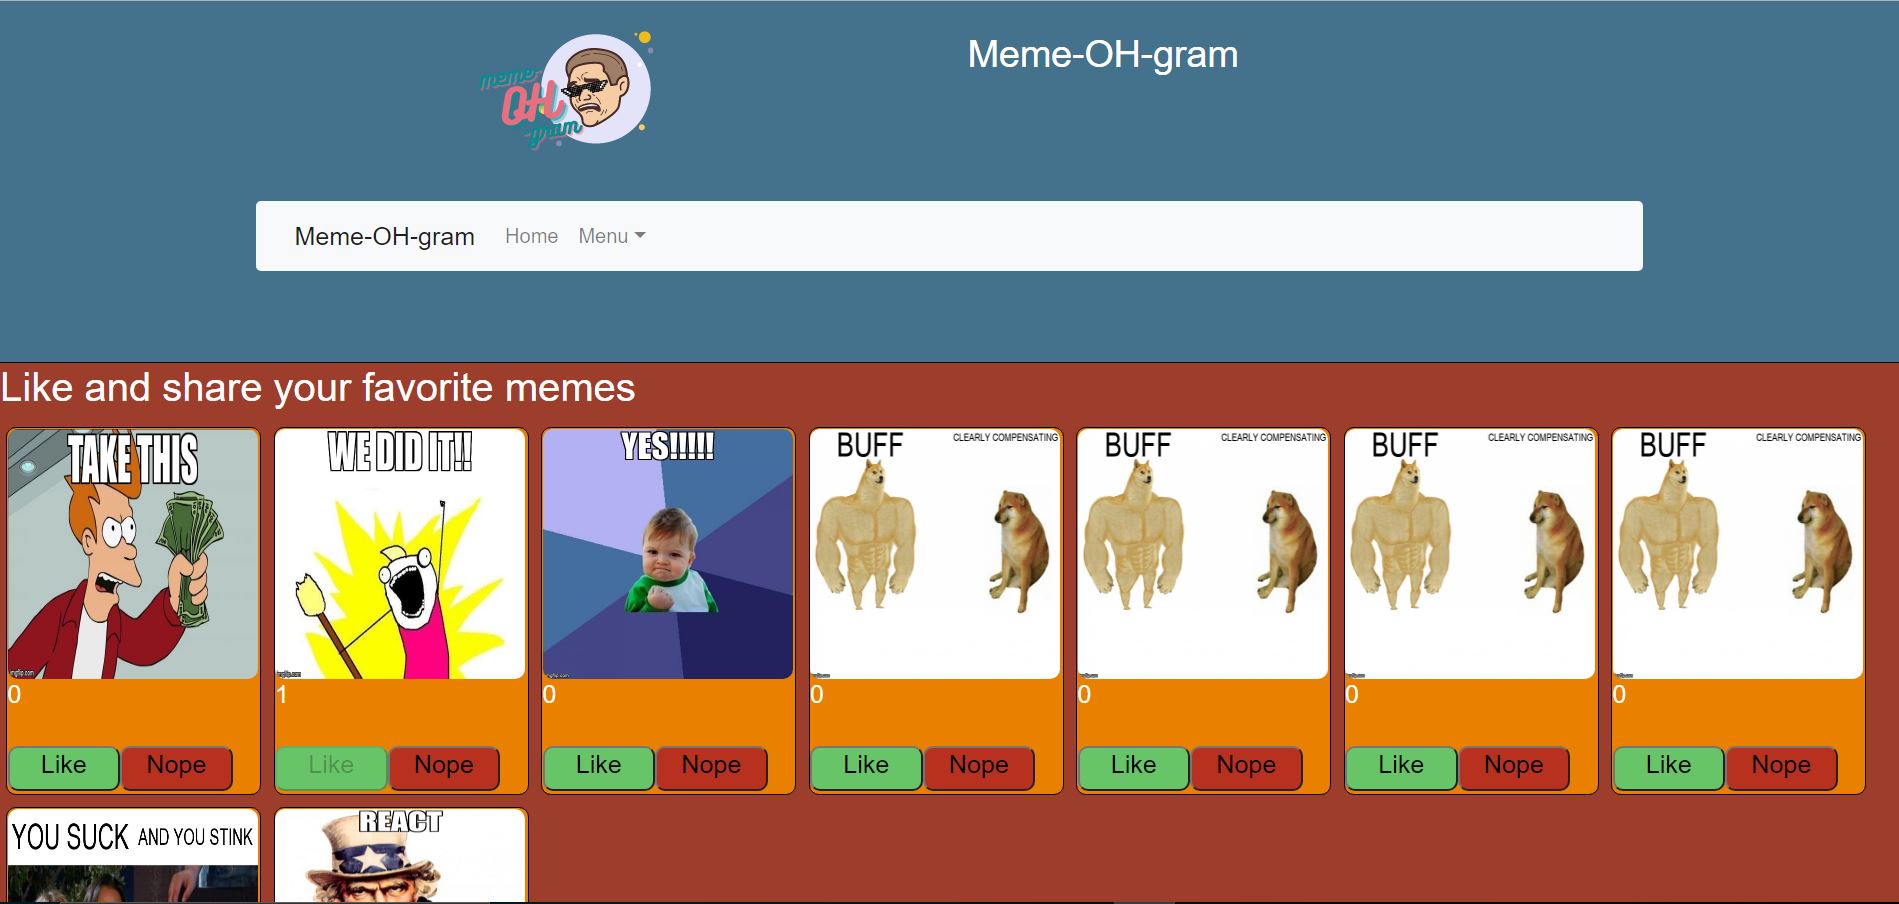 meme-
OH
gram
Meme-OH-gram
Meme-OH-gram Home Menu
Like and share your favorite memes
TAKE THIS
imgflip.com
0
Like Nope
WE DID IT!!
imgflip.com
1
Like Nope
YES!!!!!
imgflip.com
0
Like Nope
BUFF CLEARLY COMPENSATING
imgflip.com
0
Like Nope
BUFF CLEARLY COMPENSATING
imgflip.com
0
Like Nope
BUFF CLEARLY COMPENSATING
imgflip.com
0
Like Nope
BUFF CLEARLY COMPENSATING
imgflip.com
0
Like Nope
YOU SUCK AND YOU STINK
REACT